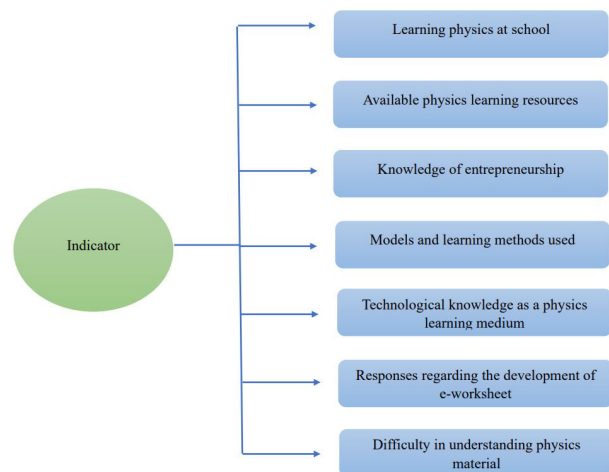 Learning physics at school
Available physics learning resources
Knowledge of entrepreneurship
Indicator
Models and learning methods used
Technological knowledge as a physics
learning medium
Responses regarding the development of
e-worksheet
Difficulty in understanding physics
material